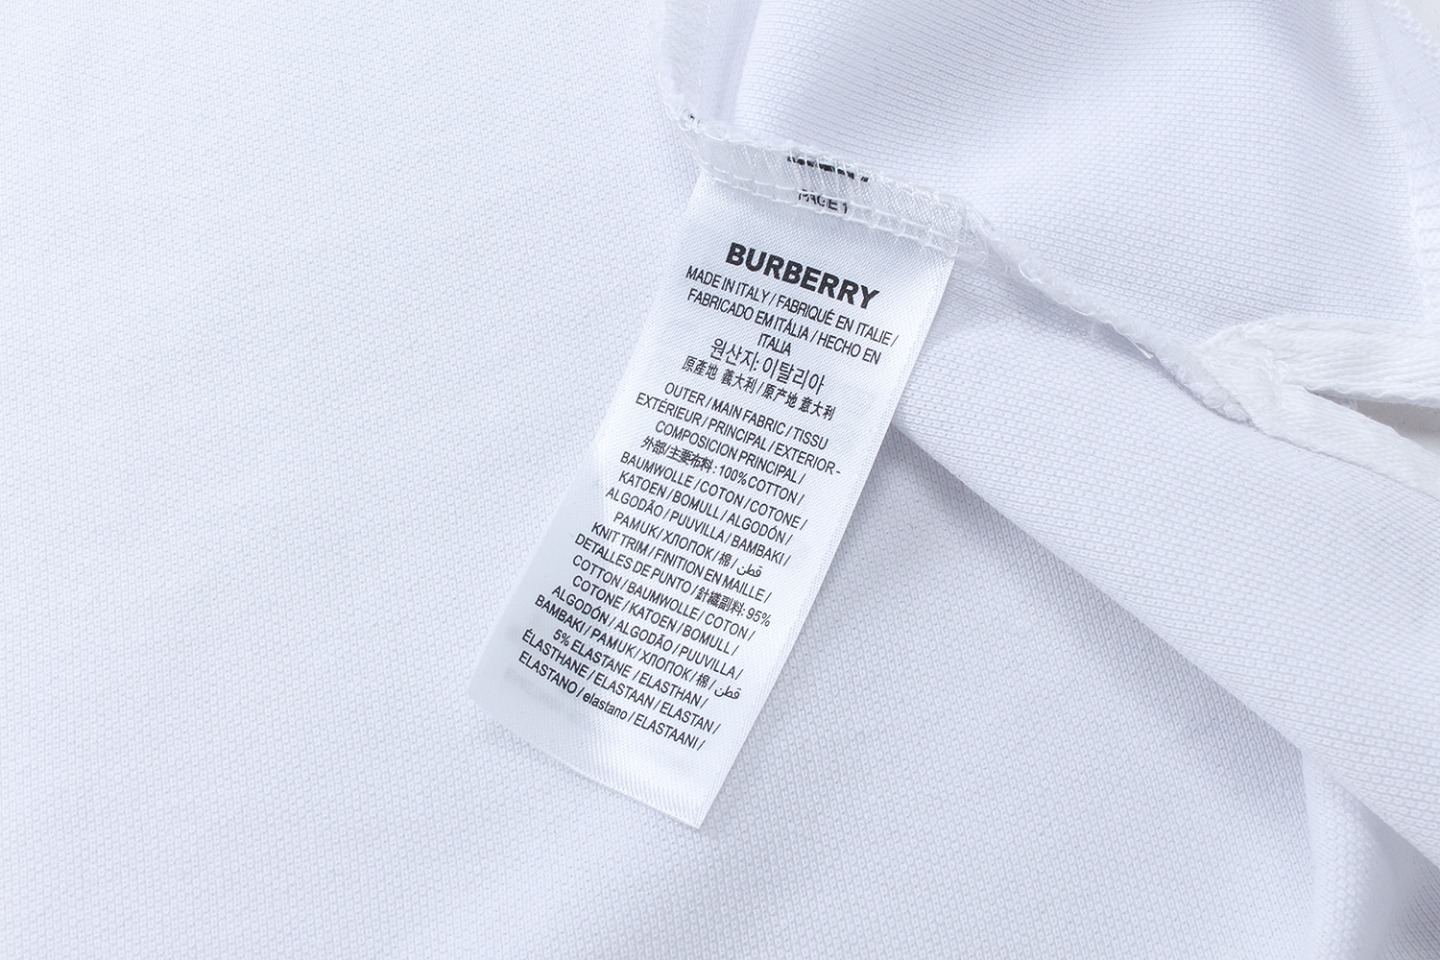 PAGE 1
BURBERRY
MADE IN ITALY / FABRIQUÉ EN ITALIE /
FABRICADO EM ITÁLIA / HECHO EN
ITALIA
원산지: 이탈리아
原產地 義大利 / 原产地 意大利
OUTER / MAIN FABRIC / TISSU
EXTÉRIEUR / PRINCIPAL / EXTERIOR-
COMPOSICION PRINCIPAL /
外部/主要布料: 100% COTTON /
BAUMWOLLE / COTON / COTONE /
KATOEN / BOMULL / ALGODÓN /
ALGODÃO / PUUVILLA / BAMBAKI /
PAMUK / ХЛОПОК / 棉 / قطن
KNIT TRIM / FINITION EN MAILLE /
DETALLES DE PUNTO / 針織副料: 95%
COTTON / BAUMWOLLE / COTON /
COTONE / KATOEN / BOMULL /
ALGODÓN / ALGODÃO / PUUVILLA /
BAMBAKI / PAMUK / ХЛОПОК / 棉 / قطن
5% ELASTANE / ELASTHAN /
ÉLASTHANE / ELASTAAN / ELASTAN /
ELASTANO / elastano / ELASTAANI /